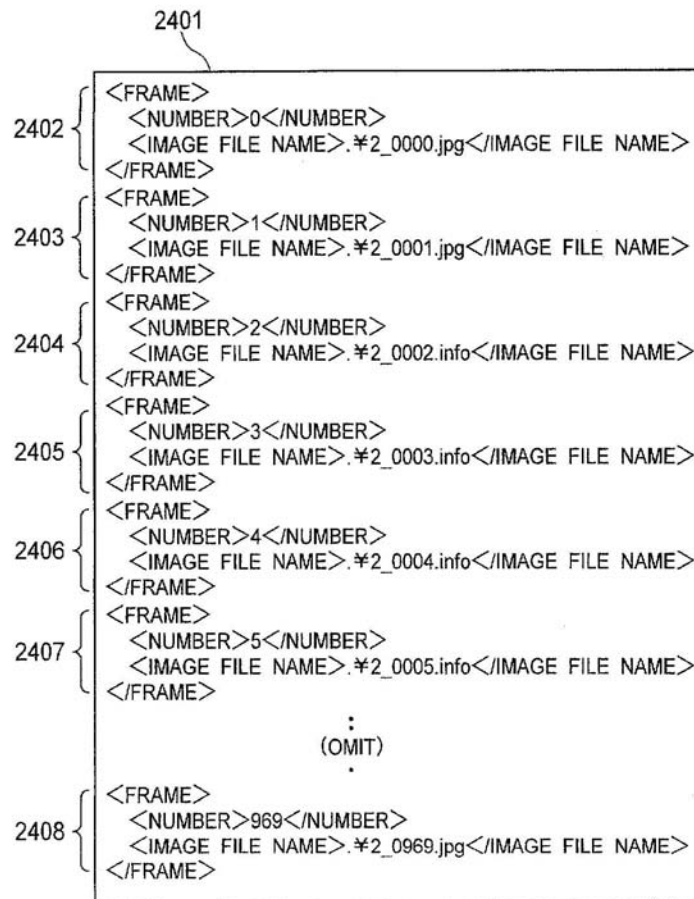 2401
2402
<FRAME>
<NUMBER>0</NUMBER>
<IMAGE FILE NAME>.¥2_0000.jpg</IMAGE FILE NAME>
</FRAME>
2403
<FRAME>
<NUMBER>1</NUMBER>
<IMAGE FILE NAME>.¥2_0001.jpg</IMAGE FILE NAME>
</FRAME>
2404
<FRAME>
<NUMBER>2</NUMBER>
<IMAGE FILE NAME>.¥2_0002.info</IMAGE FILE NAME>
</FRAME>
2405
<FRAME>
<NUMBER>3</NUMBER>
<IMAGE FILE NAME>.¥2_0003.info</IMAGE FILE NAME>
</FRAME>
2406
<FRAME>
<NUMBER>4</NUMBER>
<IMAGE FILE NAME>.¥2_0004.info</IMAGE FILE NAME>
</FRAME>
2407
<FRAME>
<NUMBER>5</NUMBER>
<IMAGE FILE NAME>.¥2_0005.info</IMAGE FILE NAME>
</FRAME>
(OMIT)
2408
<FRAME>
<NUMBER>969</NUMBER>
<IMAGE FILE NAME>.¥2_0969.jpg</IMAGE FILE NAME>
</FRAME>